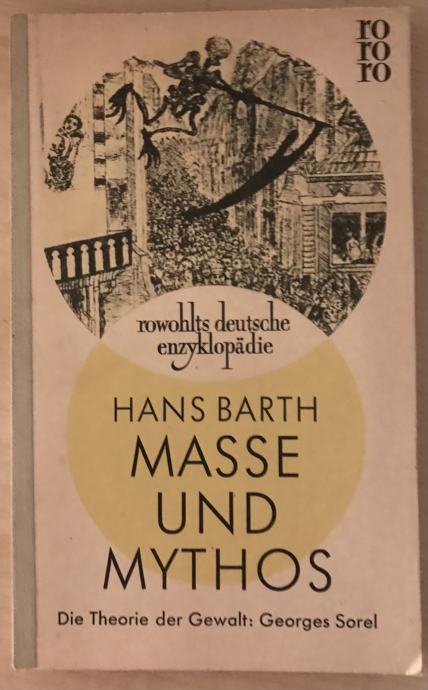 ro
ro
ro
rowohlts deutsche
enzyklopädie
HANS BARTH
MASSE
UND
MYTHOS
Die Theorie der Gewalt: Georges Sorel